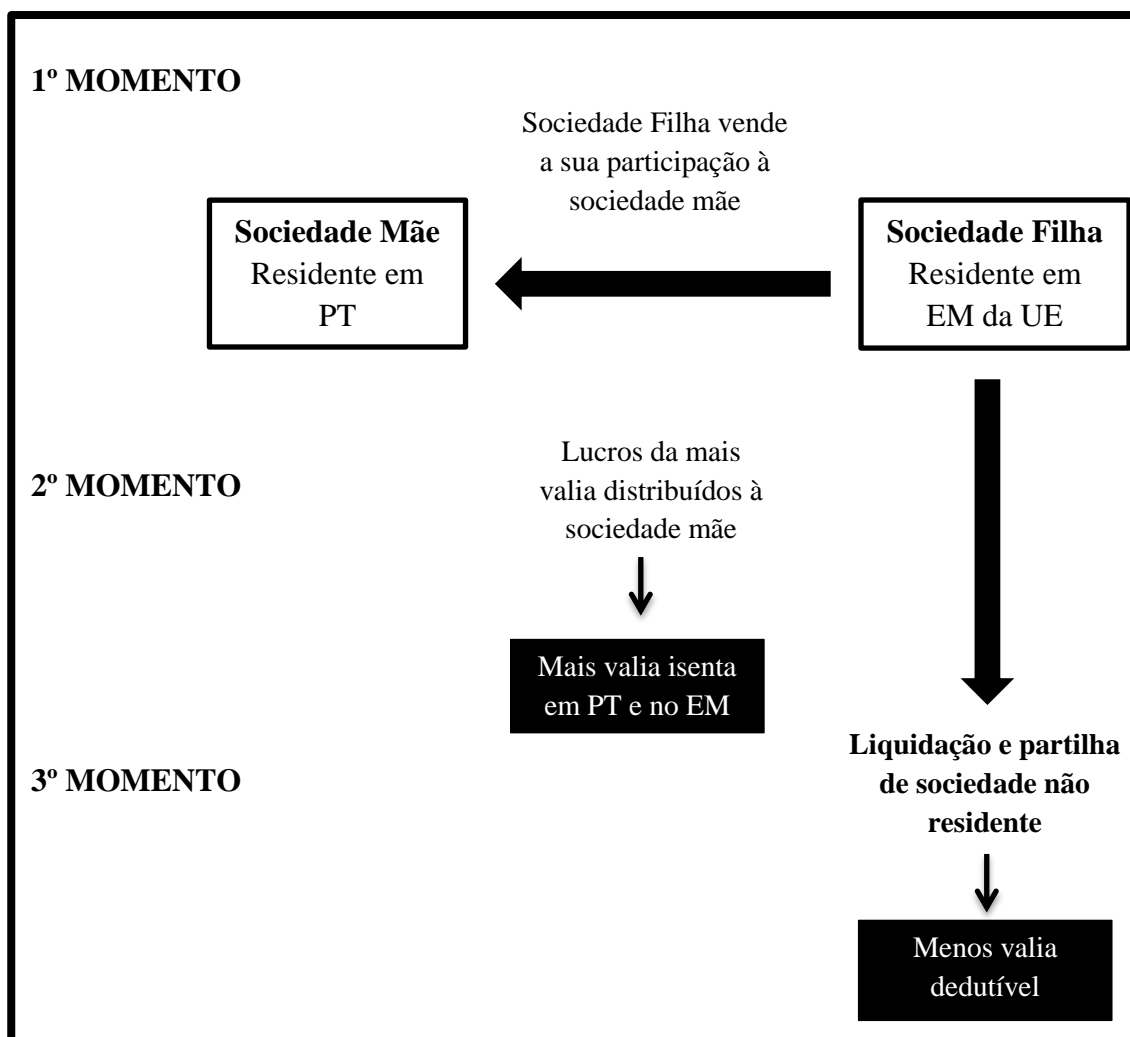 1º MOMENTO
Sociedade Filha vende
a sua participação à
sociedade mãe
Sociedade Mãe
Residente em
PT
Sociedade Filha
Residente em
EM da UE
2º MOMENTO
Lucros da mais
valia distribuídos à
sociedade mãe
Mais valia isenta
em PT e no EM
3º MOMENTO
Liquidação e partilha
de sociedade não
residente
Menos valia
dedutível